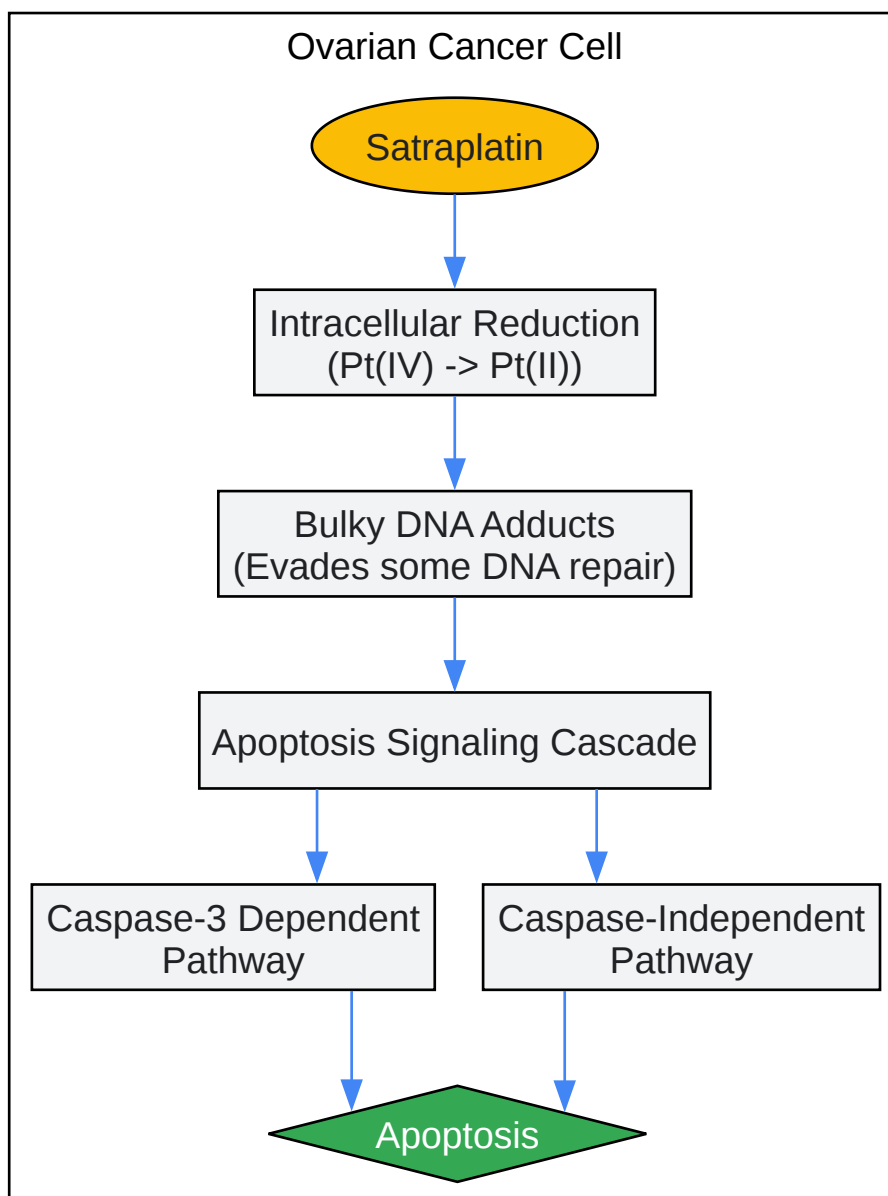 Ovarian Cancer Cell
Satraplatin
Intracellular Reduction
(Pt(IV) -> Pt(II))
Bulky DNA Adducts
(Evades some DNA repair)
Apoptosis Signaling Cascade
Caspase-3 Dependent
Pathway
Caspase-Independent
Pathway
Apoptosis